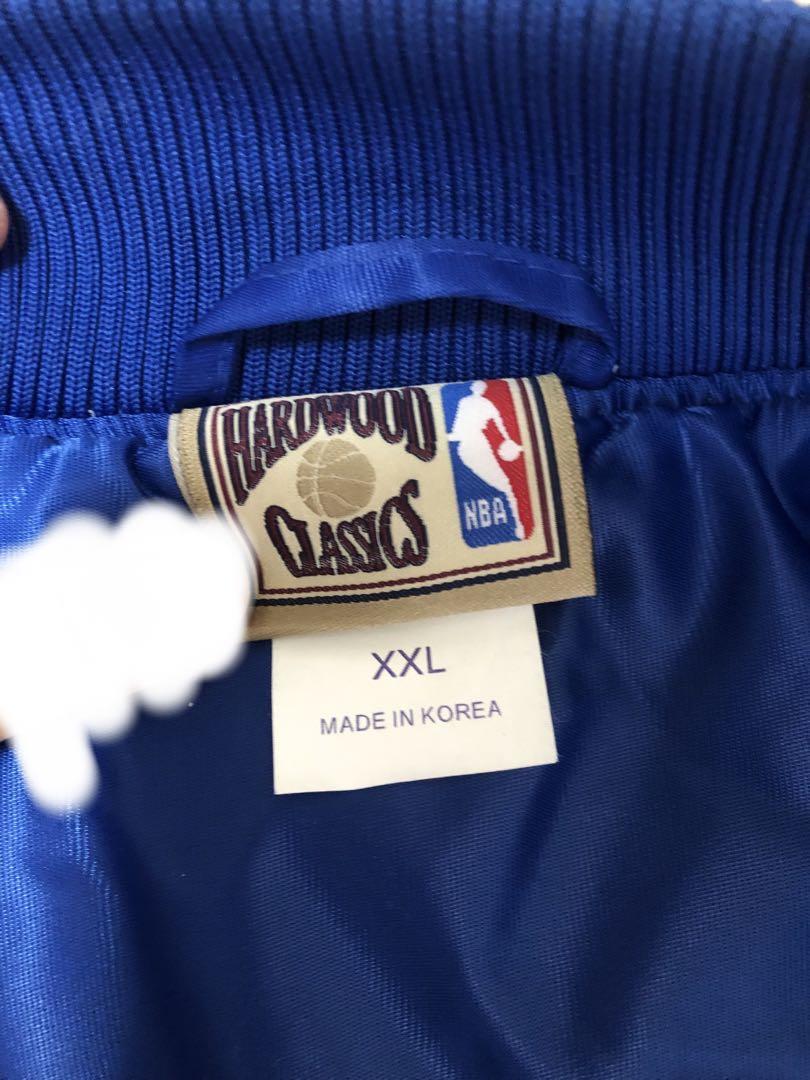 HARDWOOD
CLASSICS
NBA
XXL
MADE IN KOREA